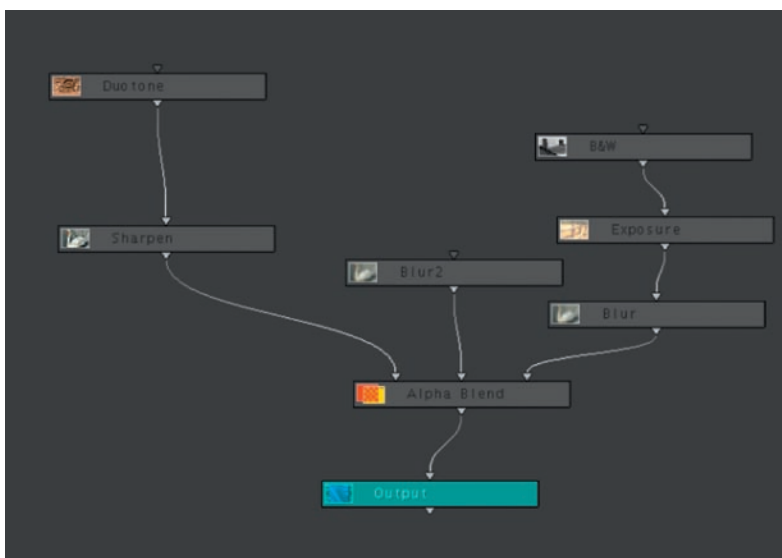 Duotone
B&W
Sharpen
Exposure
Blur2
Blur
Alpha Blend
Output